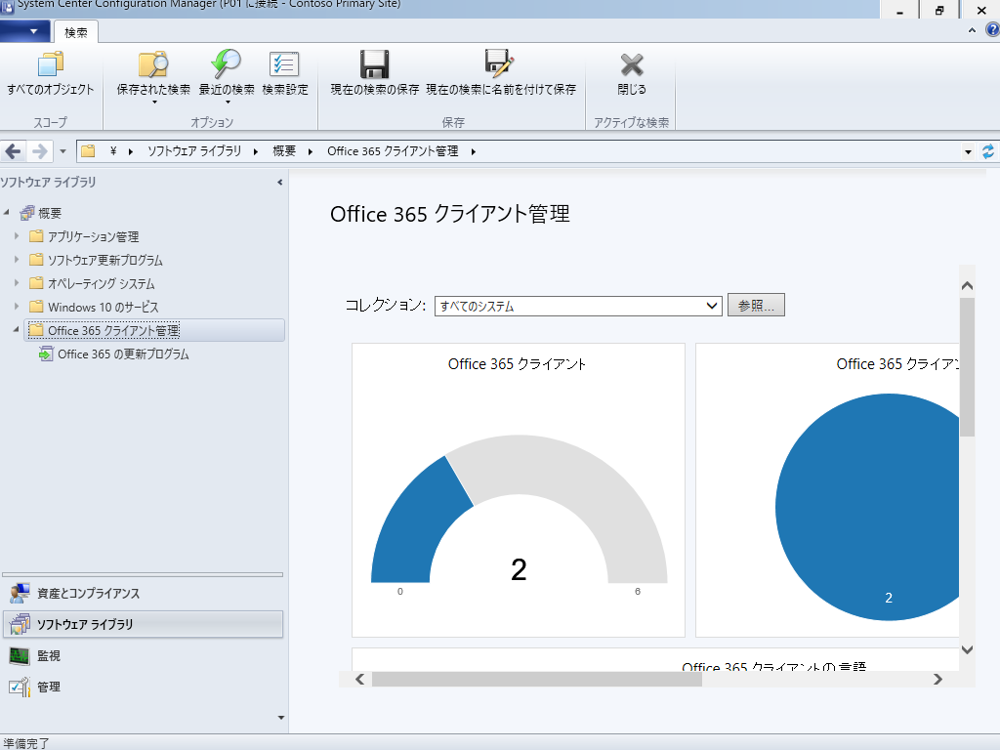 System Center Configuration Manager (P01 に接続 - Contoso Primary Site)
検索
すべてのオブジェクト
保存された検索
最近の検索
検索設定
現在の検索の保存
現在の検索に名前を付けて保存
閉じる
スコープ
オプション
保存
アクティブな検索
¥ ソフトウェア ライブラリ 概要 Office 365 クライアント管理
ソフトウェア ライブラリ
概要
アプリケーション管理
ソフトウェア更新プログラム
オペレーティング システム
Windows 10 のサービス
Office 365 クライアント管理
Office 365 の更新プログラム
資産とコンプライアンス
ソフトウェア ライブラリ
監視
管理
Office 365 クライアント管理
コレクション:
すべてのシステム
参照...
Office 365 クライアント
2
0
6
Office 365 クライアン
2
Office 365 クライアントの言語
準備完了